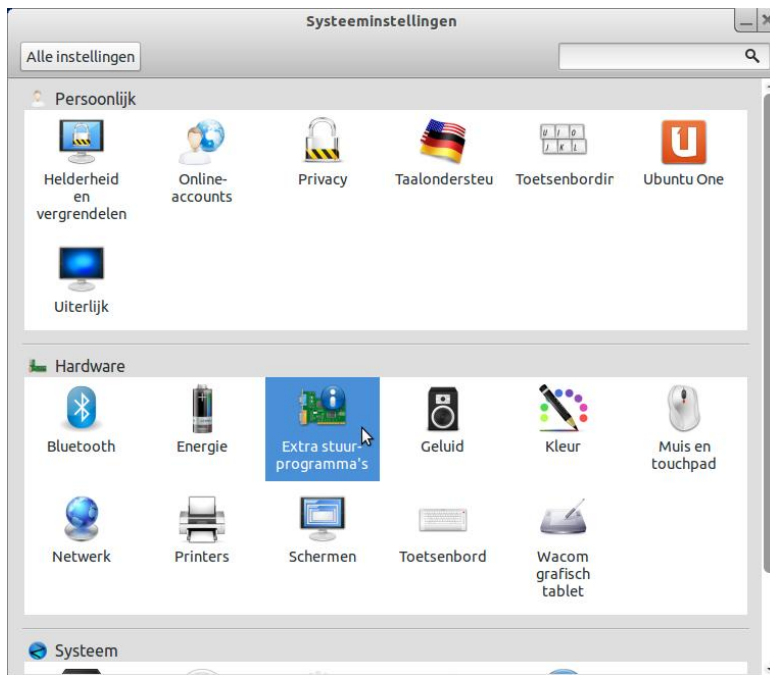 Systeeminstellingen
Alle instellingen
Persoonlijk
Helderheid
en
vergrendelen
Online-
accounts
Privacy
Taalondersteu
Toetsenbordir
Ubuntu One
Uiterlijk
Hardware
Bluetooth
Energie
Extra stuur-
programma's
Geluid
Kleur
Muis en
touchpad
Netwerk
Printers
Schermen
Toetsenbord
Wacom
grafisch
tablet
Systeem